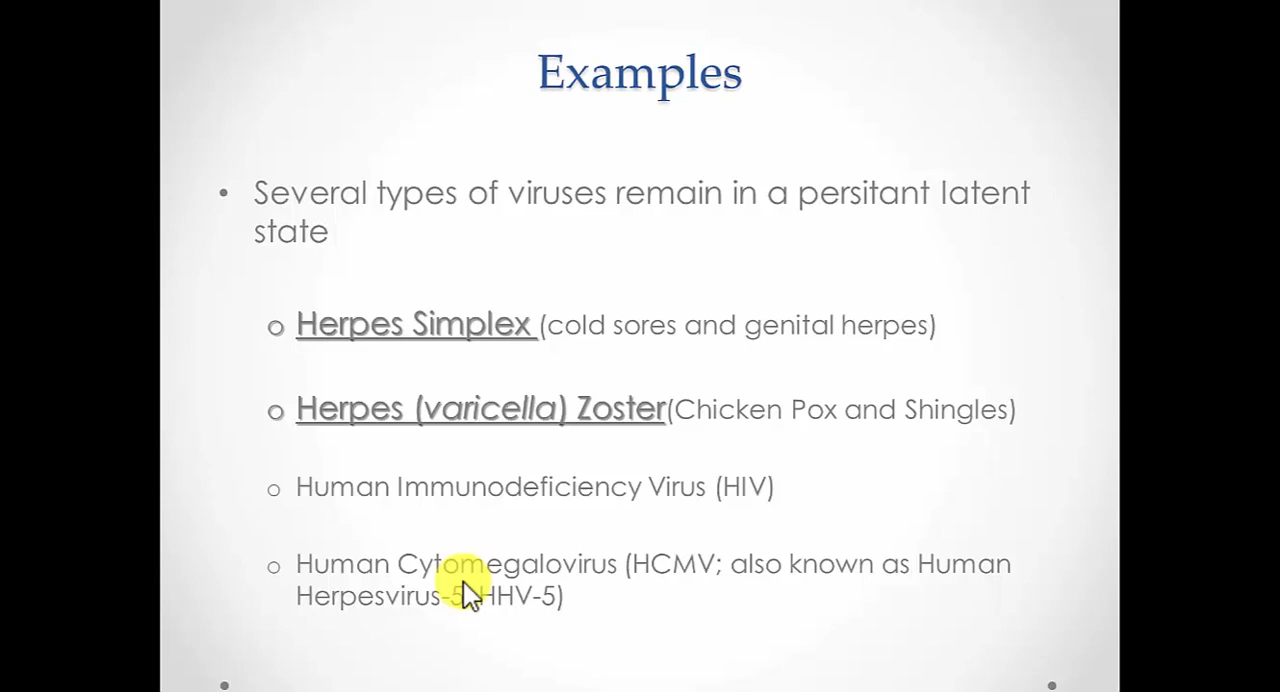 Examples
• Several types of viruses remain in a persitant latent
state
o Herpes Simplex (cold sores and genital herpes)
o Herpes (varicella) Zoster(Chicken Pox and Shingles)
o Human Immunodeficiency Virus (HIV)
o Human Cytomegalovirus (HCMV; also known as Human
Herpesvirus-5 HHV-5)